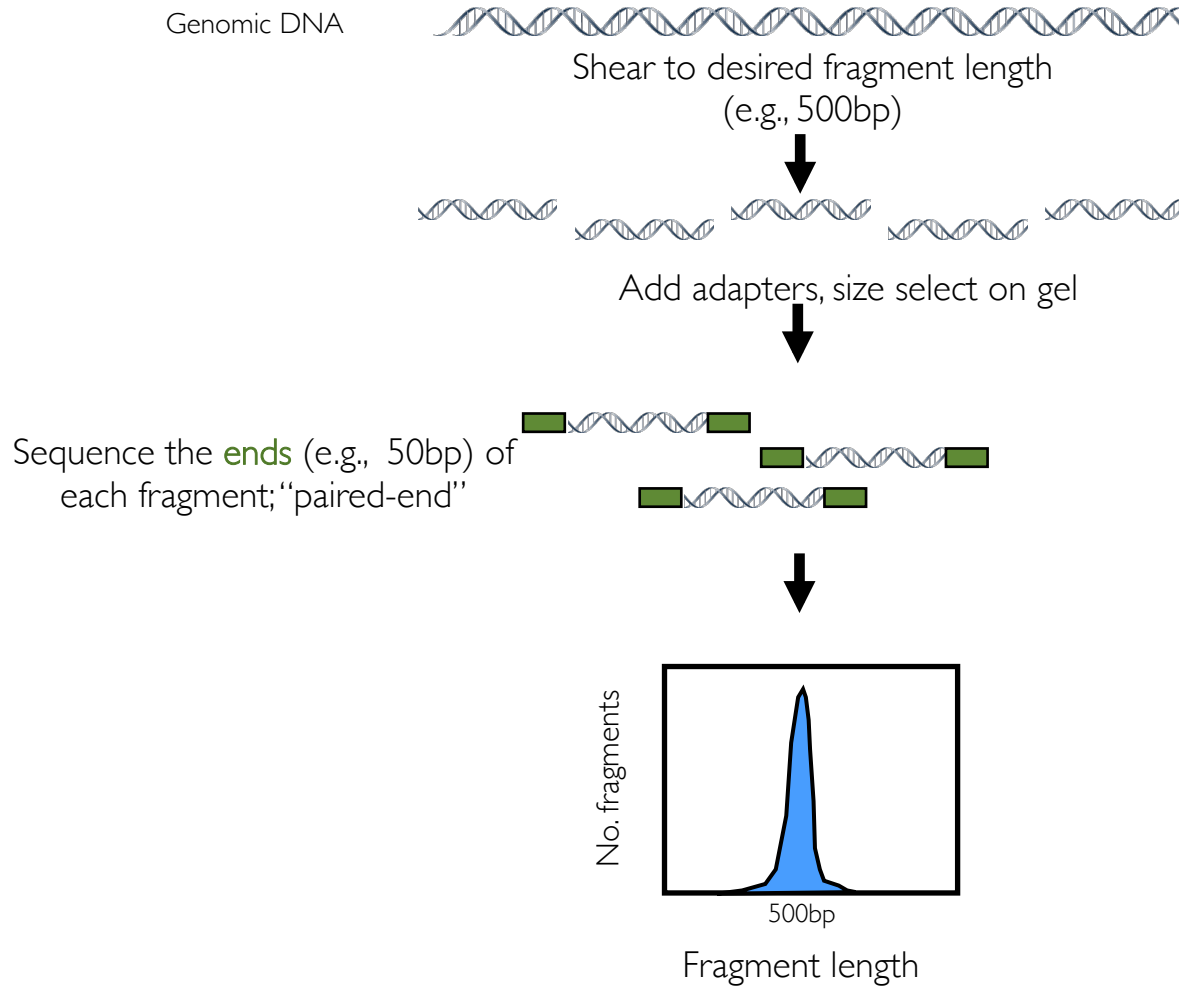 Genomic DNA
Shear to desired fragment length
(e.g., 500bp)
Add adapters, size select on gel
Sequence the ends (e.g., 50bp) of
each fragment; “paired-end”
No. fragments
500bp
Fragment length